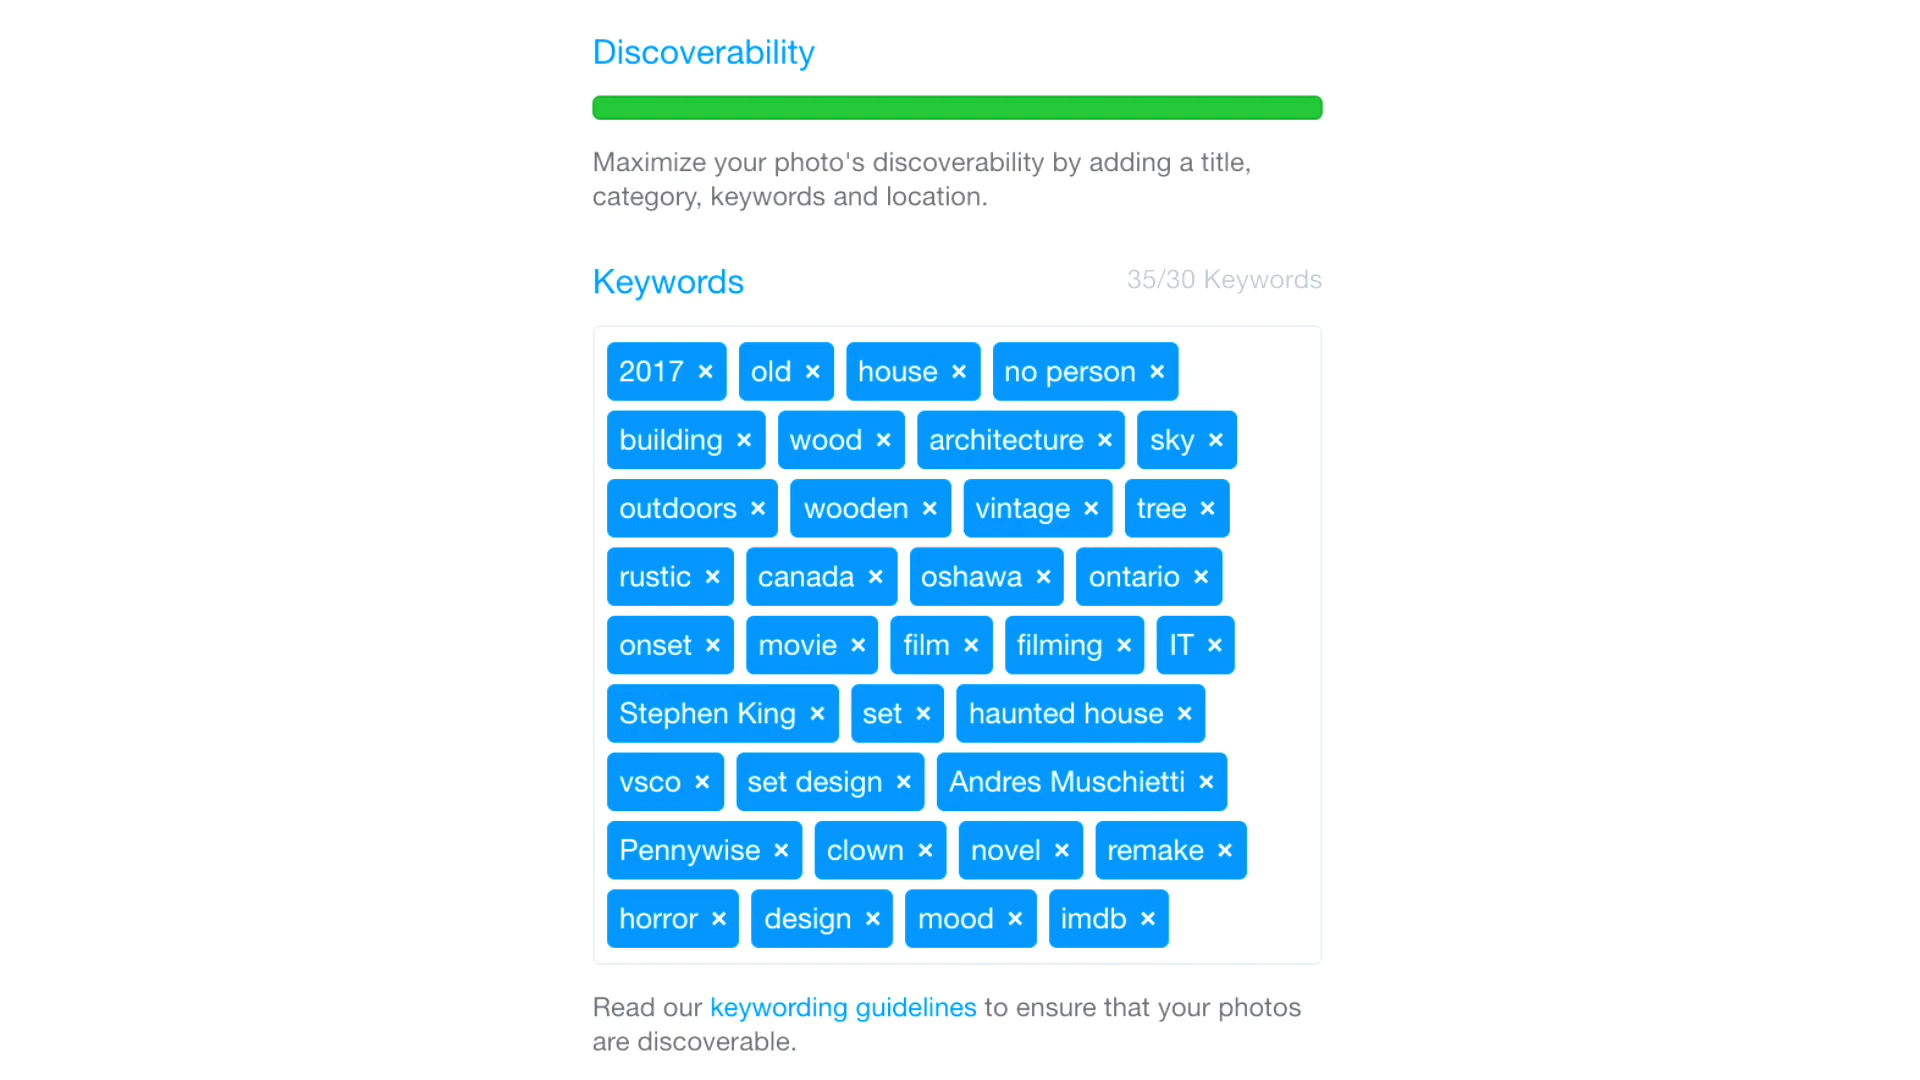 Discoverability
Maximize your photo's discoverability by adding a title,
category, keywords and location.
Keywords 35/30 Keywords
2017 × old × house × no person ×
building × wood × architecture × sky ×
outdoors × wooden × vintage × tree ×
rustic × canada × oshawa × ontario ×
onset × movie × film × filming × IT ×
Stephen King × set × haunted house ×
vsco × set design × Andres Muschietti ×
Pennywise × clown × novel × remake ×
horror × design × mood × imdb ×
Read our keywording guidelines to ensure that your photos
are discoverable.